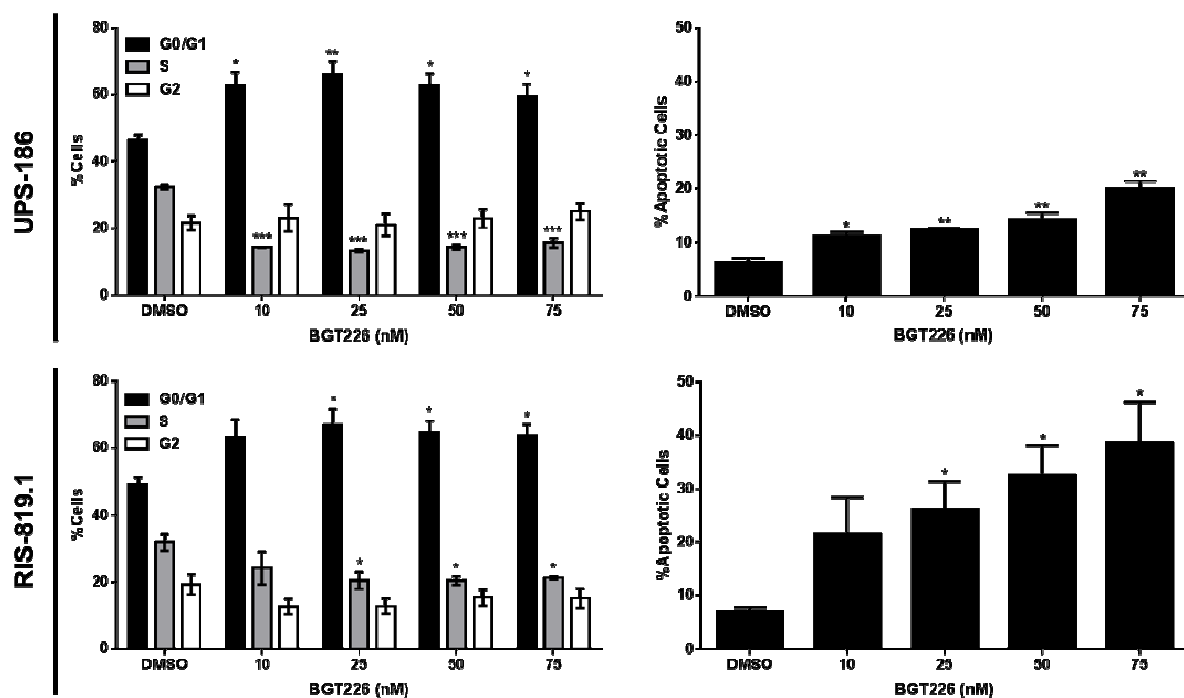 UPS-186
80
60
40
20
0
%Cells
G0/G1
S
G2
*
**
*
*
***
***
***
***
DMSO
10
25
50
75
BGT226 (nM)
50
40
30
20
10
0
%Apoptotic Cells
*
**
**
**
DMSO
10
25
50
75
BGT226 (nM)
RIS-819.1
80
60
40
20
0
%Cells
G0/G1
S
G2
*
*
*
*
*
*
DMSO
10
25
50
75
BGT226 (nM)
50
40
30
20
10
0
%Apoptotic Cells
*
*
*
DMSO
10
25
50
75
BGT226 (nM)